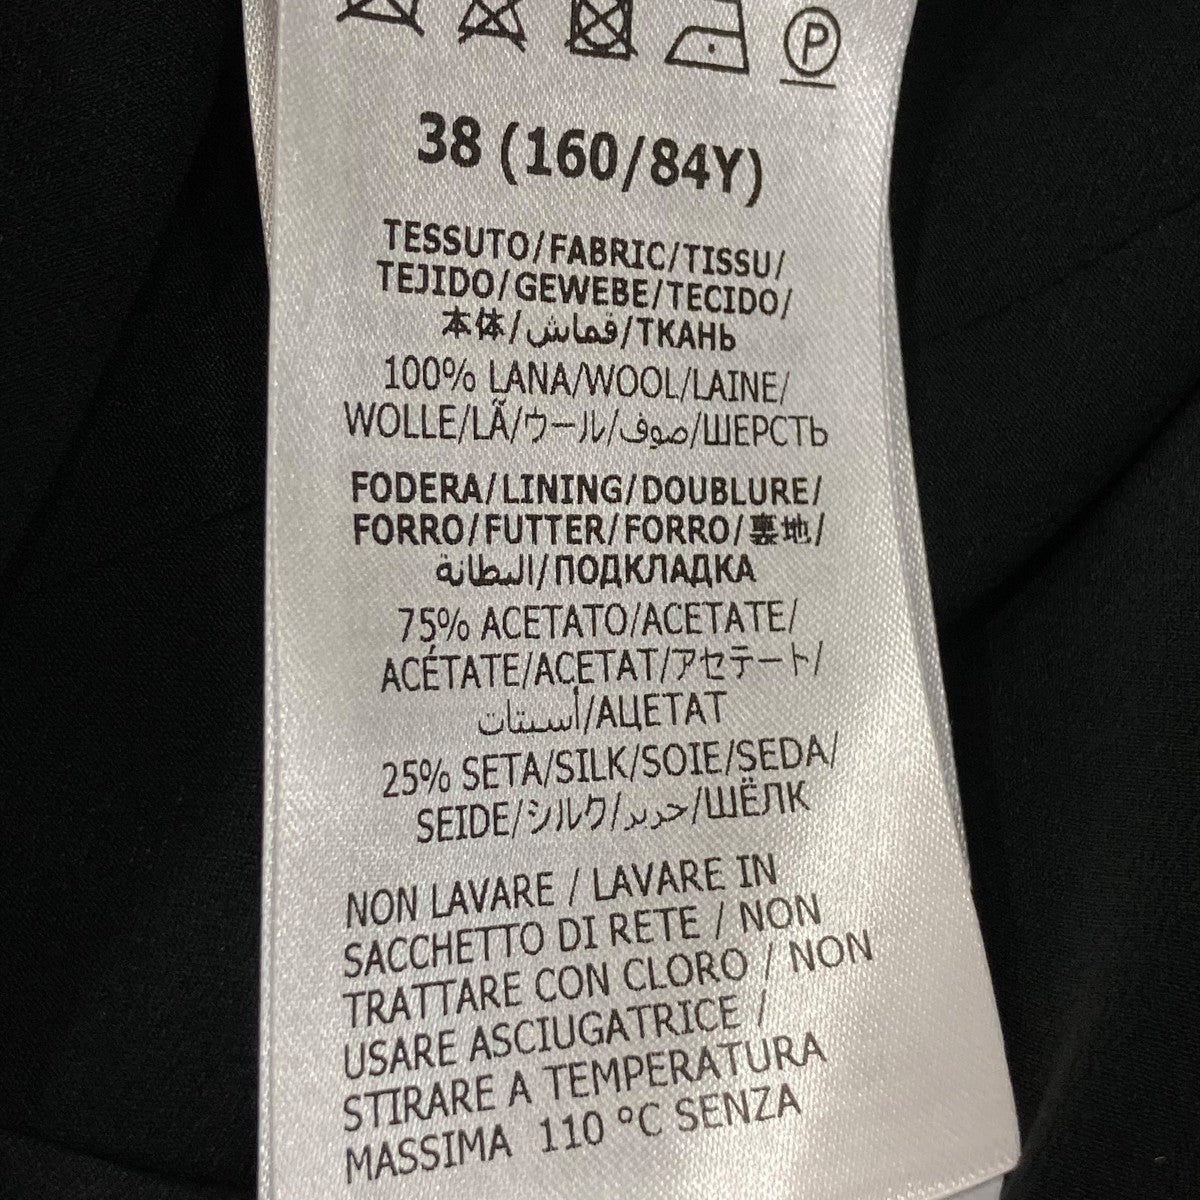 P
38 (160/84Y)
TESSUTO/FABRIC/TISSU/
TEJIDO/GEWEBE/TECIDO/
本体/قماش/ТКАНЬ
100% LANA/WOOL/LAINE/
WOLLE/LÃ/ウール/صوف/ШЕРСТЬ
FODERA/LINING/DOUBLURE/
FORRO/FUTTER/FORRO/裏地/
البطانة/ПОДКЛАДКА
75% ACETATO/ACETATE/
ACÉTATE/ACETAT/アセテート/
أسيتات/АЦЕТАТ
25% SETA/SILK/SOIE/SEDA/
SEIDE/シルク/حرير/ШЁЛК
NON LAVARE / LAVARE IN
SACCHETTO DI RETE / NON
TRATTARE CON CLORO / NON
USARE ASCIUGATRICE /
STIRARE A TEMPERATURA
MASSIMA 110 °C SENZA